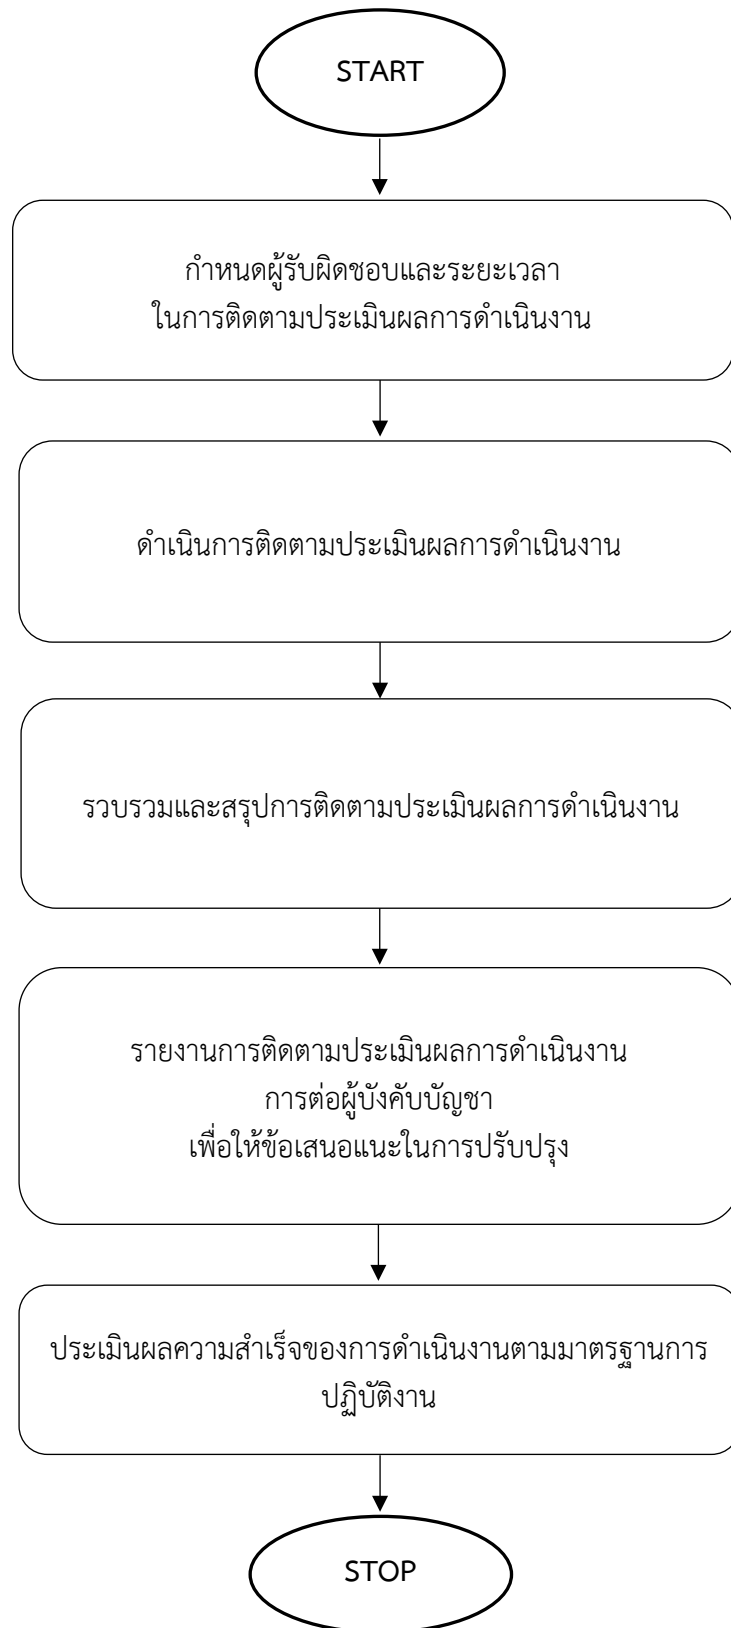 START
กำหนดผู้รับผิดชอบและระยะเวลา
ในการติดตามประเมินผลการดำเนินงาน
ดำเนินการติดตามประเมินผลการดำเนินงาน
รวบรวมและสรุปการติดตามประเมินผลการดำเนินงาน
รายงานการติดตามประเมินผลการดำเนินงาน
การต่อผู้บังคับบัญชา
เพื่อให้ข้อเสนอแนะในการปรับปรุง
ประเมินผลความสำเร็จของการดำเนินงานตามมาตรฐานการ
ปฏิบัติงาน
STOP